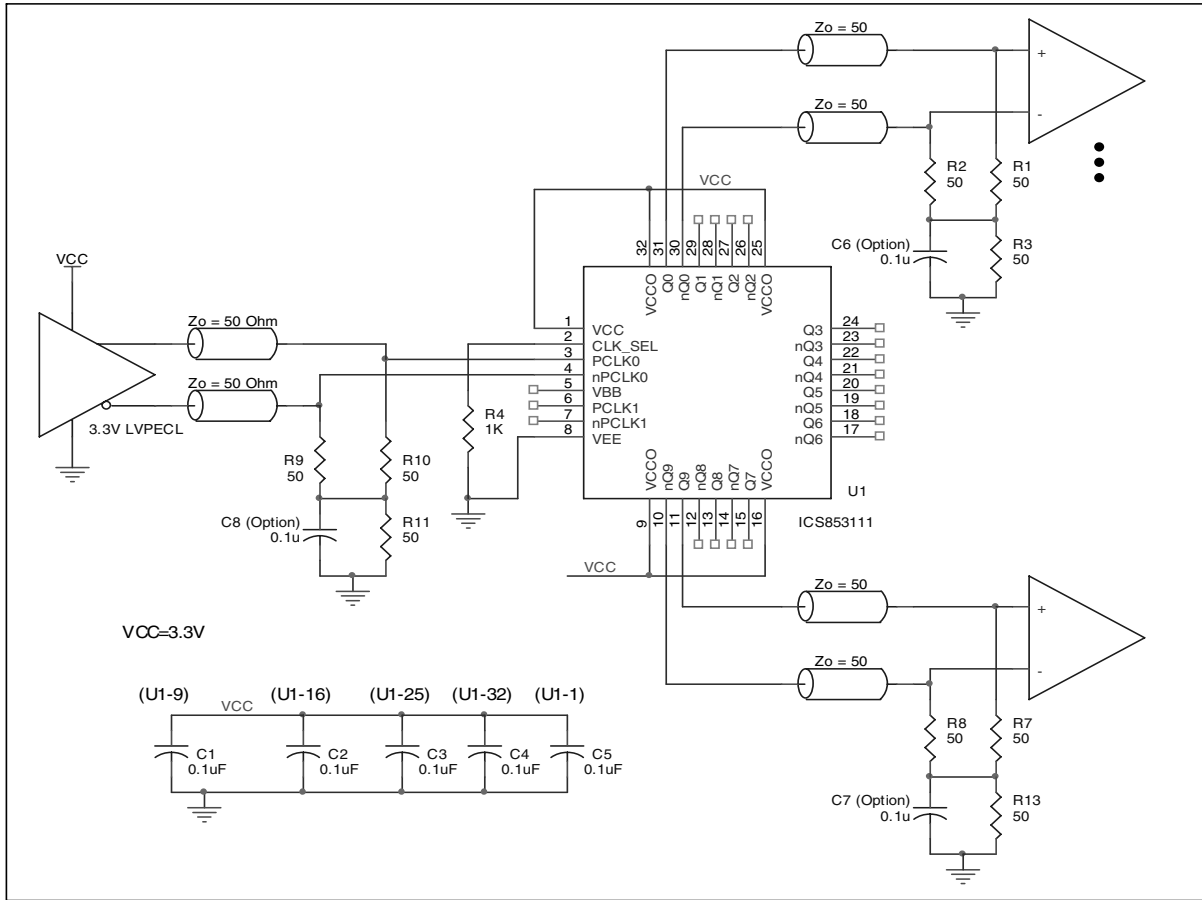 Zo = 50
+
Zo = 50
-
R2
50
R1
50
C6 (Option)
0.1u
R3
50
VCC
32
31
30
29
28
27
26
25
VCCO
Q0
nQ0
Q1
nQ1
Q2
nQ2
VCCO
VCC
Zo = 50 Ohm
Zo = 50 Ohm
3.3V LVPECL
R9
50
R10
50
C8 (Option)
0.1u
R11
50
R4
1K
1
VCC
2
CLK_SEL
3
PCLK0
4
nPCLK0
5
VBB
6
PCLK1
7
nPCLK1
8
VEE
Q3
24
nQ3
23
Q4
22
nQ4
21
Q5
20
nQ5
19
Q6
18
nQ6
17
VCCO
nQ9
Q9
nQ8
Q8
nQ7
Q7
VCCO
9
10
11
12
13
14
15
16
U1
ICS853111
VCC
Zo = 50
+
Zo = 50
-
R8
50
R7
50
C7 (Option)
0.1u
R13
50
VCC=3.3V
(U1-9)
(U1-16)
(U1-25)
(U1-32)
(U1-1)
VCC
C1
0.1uF
C2
0.1uF
C3
0.1uF
C4
0.1uF
C5
0.1uF